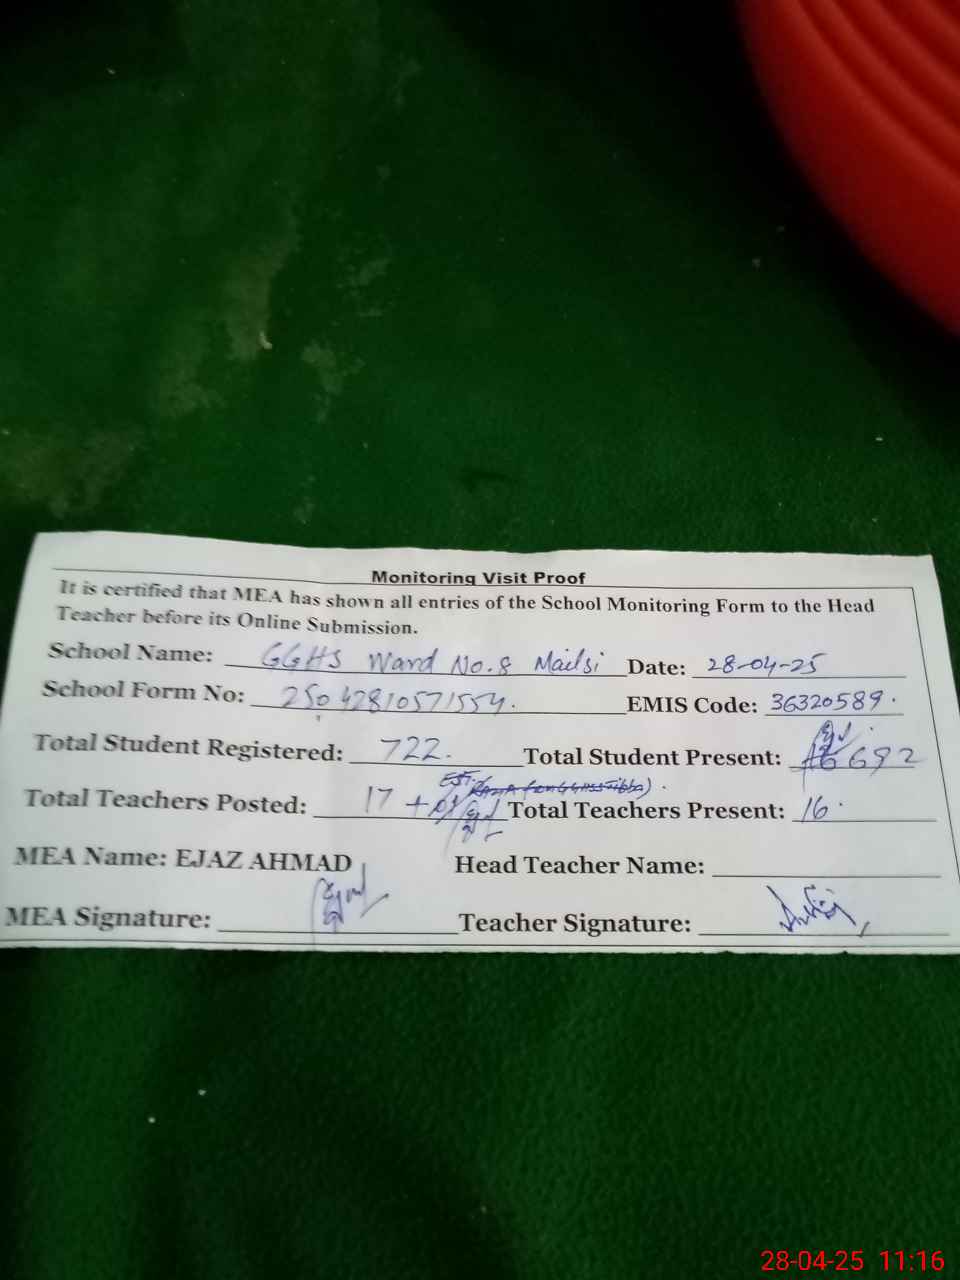 Monitoring Visit Proof
It is certified that MEA has shown all entries of the School Monitoring Form to the Head
Teacher before its Online Submission.
School Name: GGHS Ward No.8 Mailsi Date: 28-04-25
School Form No: 25042810571554. EMIS Code: 36320589.
Total Student Registered: 722. Total Student Present: 692
Total Teachers Posted: 17 + Total Teachers Present: 16.
MEA Name: EJAZ AHMAD Head Teacher Name:
MEA Signature: Teacher Signature:
28-04-25 11:16